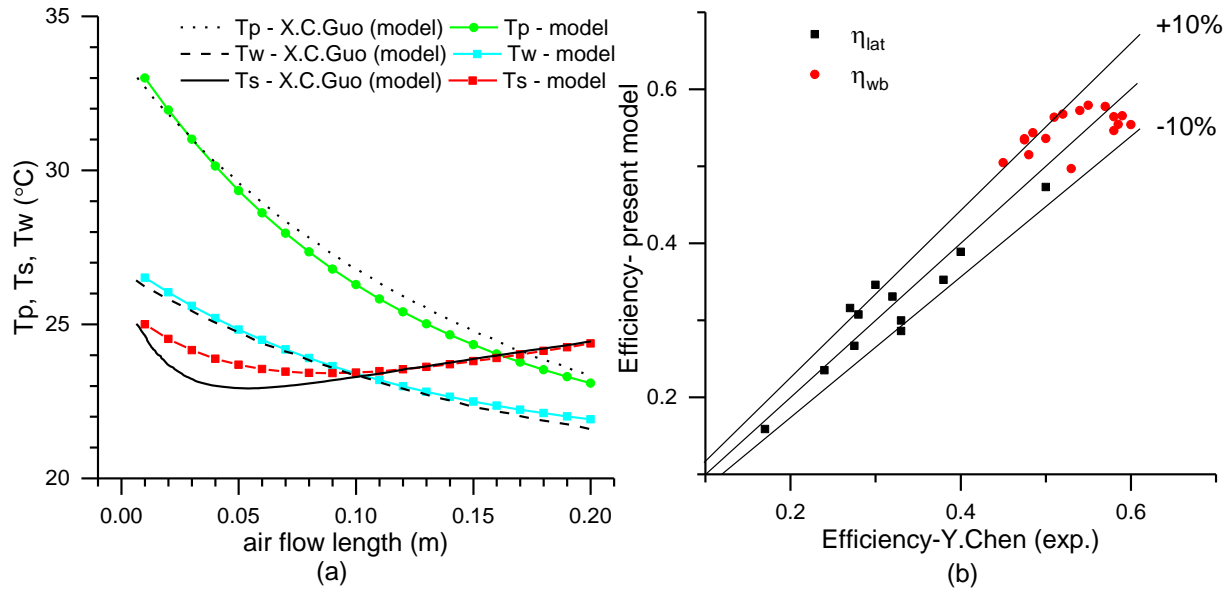 Tp - X.C.Guo (model) Tp - model
Tw - X.C.Guo (model) Tw - model
Ts - X.C.Guo (model) Ts - model
35
30
25
20
Tp, Ts, Tw (°C)
0.00 0.05 0.10 0.15 0.20
air flow length (m)
(a)
η_lat
η_wb
+10%
-10%
0.6
0.4
0.2
Efficiency- present model
0.2 0.4 0.6
Efficiency-Y.Chen (exp.)
(b)